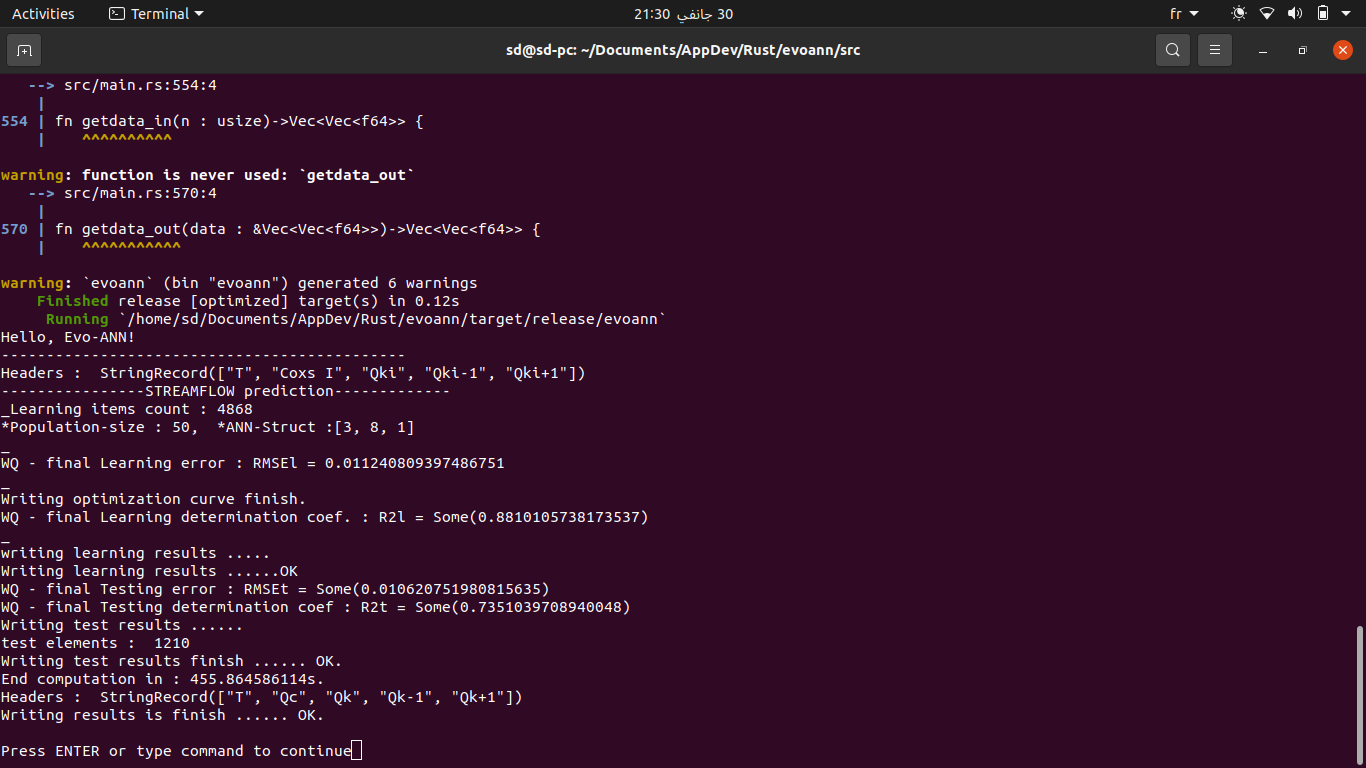 Activities Terminal 30 جانفي 21:30 fr
sd@sd-pc: ~/Documents/AppDev/Rust/evoann/src
--> src/main.rs:554:4
|
554 | fn getdata_in(n : usize)->Vec<Vec<f64>> {
| ^^^^^^^^^^
warning: function is never used: `getdata_out`
--> src/main.rs:570:4
|
570 | fn getdata_out(data : &Vec<Vec<f64>>)->Vec<Vec<f64>> {
| ^^^^^^^^^^^
warning: `evoann` (bin "evoann") generated 6 warnings
Finished release [optimized] target(s) in 0.12s
Running `/home/sd/Documents/AppDev/Rust/evoann/target/release/evoann`
Hello, Evo-ANN!
---------------------------------------------
Headers :  StringRecord(["T", "Coxs I", "Qki", "Qki-1", "Qki+1"])
----------------STREAMFLOW prediction-------------
_Learning items count : 4868
*Population-size : 50,  *ANN-Struct :[3, 8, 1]
_
WQ - final Learning error : RMSEl = 0.011240809397486751
_
Writing optimization curve finish.
WQ - final Learning determination coef. : R2l = Some(0.8810105738173537)
_
writing learning results .....
Writing learning results ......OK
WQ - final Testing error : RMSEt = Some(0.010620751980815635)
WQ - final Testing determination coef : R2t = Some(0.7351039708940048)
Writing test results ......
test elements :  1210
Writing test results finish ...... OK.
End computation in : 455.864586114s.
Headers :  StringRecord(["T", "Qc", "Qk", "Qk-1", "Qk+1"])
Writing results is finish ...... OK.
Press ENTER or type command to continue